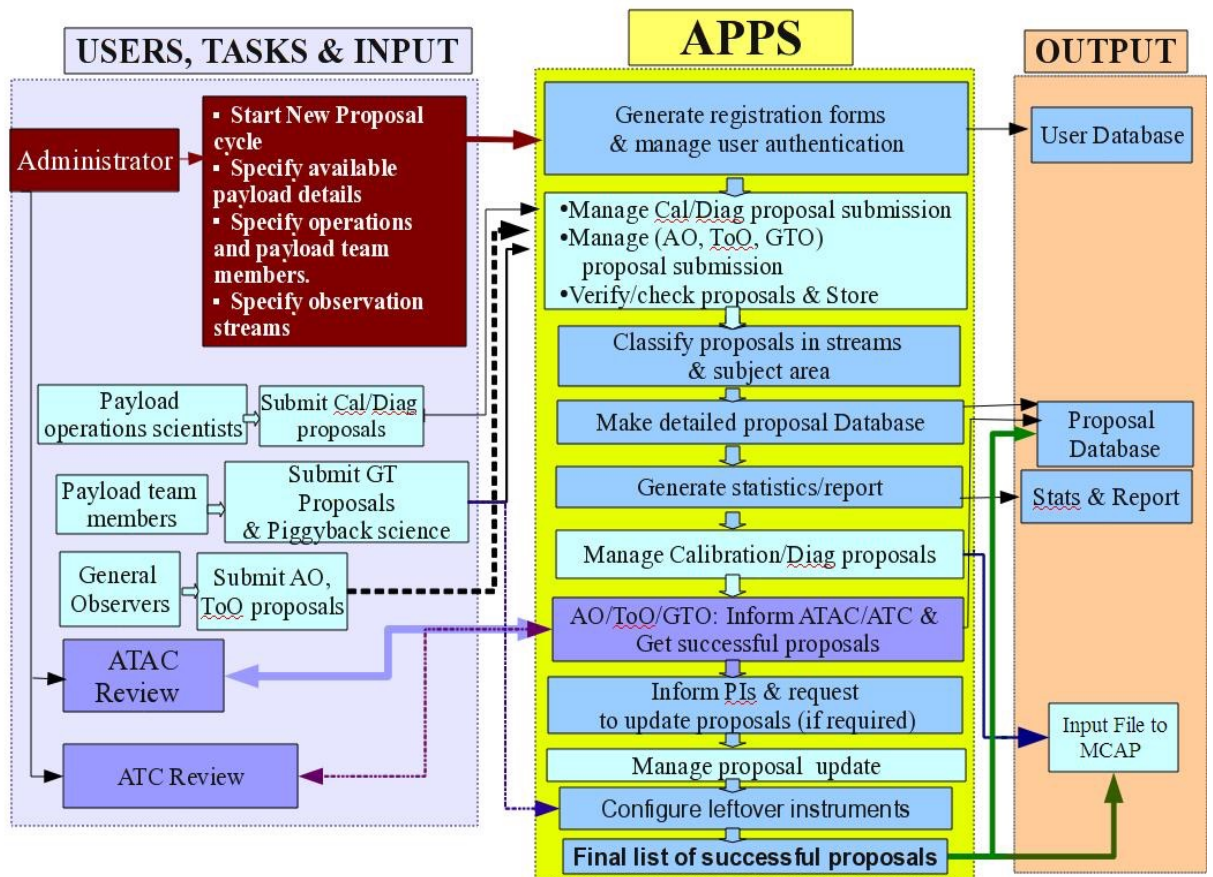 USERS, TASKS & INPUT
Administrator
▪ Start New Proposal
cycle
▪ Specify available
payload details
▪ Specify operations
and payload team
members.
▪ Specify observation
streams
Payload
operations scientists
Submit Cal/Diag
proposals
Payload team
members
Submit GT
Proposals
& Piggyback science
General
Observers
Submit AO,
ToO proposals
ATAC
Review
ATC Review
APPS
Generate registration forms
& manage user authentication
•Manage Cal/Diag proposal submission
•Manage (AO, ToO, GTO)
proposal submission
•Verify/check proposals & Store
Classify proposals in streams
& subject area
Make detailed proposal Database
Generate statistics/report
Manage Calibration/Diag proposals
AO/ToO/GTO: Inform ATAC/ATC &
Get successful proposals
Inform PIs & request
to update proposals (if required)
Manage proposal update
Configure leftover instruments
Final list of successful proposals
OUTPUT
User Database
Proposal
Database
Stats & Report
Input File to
MCAP